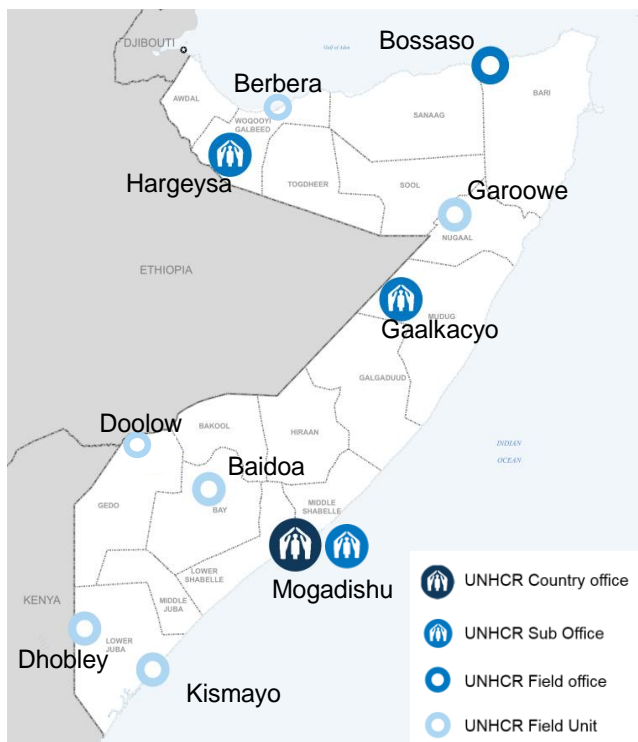 DJIBOUTI
Gulf of Aden
Bossaso
Berbera
AWDAL
WOQOOYI
GALBEED
SANAAG
BARI
Hargeysa
TOGDHEER
SOOL
Garoowe
NUGAAL
ETHIOPIA
Gaalkacyo
MUDUG
GALGADUUD
Doolow
BAKOOL
HIRAAN
INDIAN
OCEAN
Baidoa
GEDO
BAY
MIDDLE
SHABELLE
LOWER
SHABELLE
Mogadishu
KENYA
MIDDLE
JUBA
LOWER
JUBA
Dhobley
Kismayo
UNHCR Country office
UNHCR Sub Office
UNHCR Field office
UNHCR Field Unit